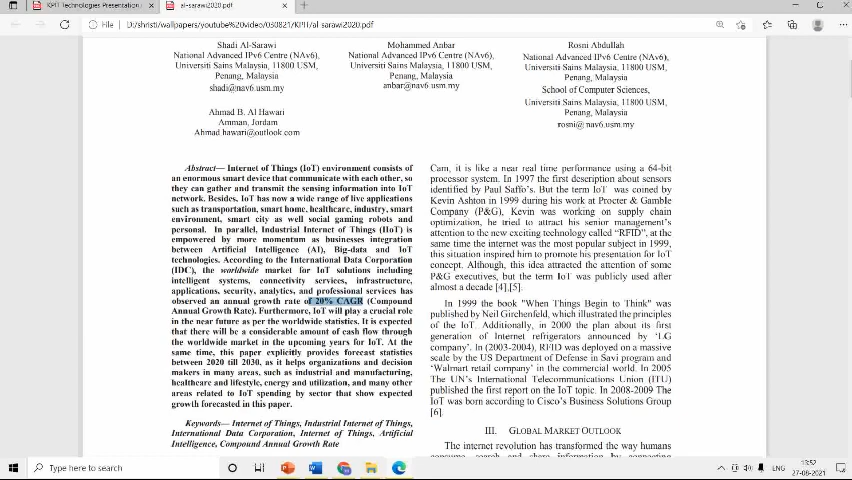 KPIT Technologies Presentation
al-sarawi2020.pdf
File
D:/shristi/wallpapers/youtube%20video/030821/KPIT/al-sarawi2020.pdf
Shadi Al-Sarawi
National Advanced IPv6 Centre (NAv6),
Universiti Sains Malaysia, 11800 USM,
Penang, Malaysia
shadi@nav6.usm.my
Mohammed Anbar
National Advanced IPv6 Centre (NAv6),
Universiti Sains Malaysia, 11800 USM,
Penang, Malaysia
anbar@nav6.usm.my
Rosni Abdullah
National Advanced IPv6 Centre (NAv6),
Universiti Sains Malaysia, 11800 USM,
Penang, Malaysia
School of Computer Sciences,
Universiti Sains Malaysia, 11800 USM,
Penang, Malaysia
rosni@nav6.usm.my
Ahmad B. Al Hawari
Amman, Jordam
Ahmad.hawari@outlook.com
Abstract— Internet of Things (IoT) environment consists of
an enormous smart device that communicate with each other, so
they can gather and transmit the sensing information into IoT
network. Besides, IoT has now a wide range of live applications
such as transportation, smart home, healthcare, industry, smart
environment, smart city as well social gaming robots and
personal. In parallel, Industrial Internet of Things (IIoT) is
empowered by more momentum as businesses integration
between Artificial Intelligence (AI), Big-data and IoT
technologies. According to the International Data Corporation
(IDC), the worldwide market for IoT solutions including
intelligent systems, connectivity services, infrastructure,
applications, security, analytics, and professional services has
observed an annual growth rate of 20% CAGR (Compound
Annual Growth Rate). Furthermore, IoT will play a crucial role
in the near future as per the worldwide statistics. It is expected
that there will be a considerable amount of cash flow through
the worldwide market in the upcoming years for IoT. At the
same time, this paper explicitly provides forecast statistics
between 2020 till 2030, as it helps organizations and decision
makers in many areas, such as industrial and manufacturing,
healthcare and lifestyle, energy and utilization, and many other
areas related to IoT spending by sector that show expected
growth forecasted in this paper.
Keywords— Internet of Things, Industrial Internet of Things,
International Data Corporation, Internet of Things, Artificial
Intelligence, Compound Annual Growth Rate
Cam, it is like a near real time performance using a 64-bit
processor system. In 1997 the first description about sensors
identified by Paul Saffo's. But the term IoT was coined by
Kevin Ashton in 1999 during his work at Procter & Gamble
Company (P&G), Kevin was working on supply chain
optimization, he tried to attract his senior management's
attention to the new exciting technology called "RFID", at the
same time the internet was the most popular subject in 1999,
this situation inspired him to promote his presentation for IoT
concept. Although, this idea attracted the attention of some
P&G executives, but the term IoT was publicly used after
almost a decade [4],[5].
In 1999 the book "When Things Begin to Think" was
published by Neil Girchenfeld, which illustrated the principles
of the IoT. Additionally, in 2000 the plan about its first
generation of Internet refrigerators announced by 'LG
company'. In (2003-2004), RFID was deployed on a massive
scale by the US Department of Defense in Savi program and
'Walmart retail company' in the commercial world. In 2005
The UN's International Telecommunications Union (ITU)
published the first report on the IoT topic. In 2008-2009 The
IoT was born according to Cisco's Business Solutions Group
[6].
III. GLOBAL MARKET OUTLOOK
The internet revolution has transformed the way humans
consume, search and share information by connecting
Type here to search
ENG
13:52
27-08-2021